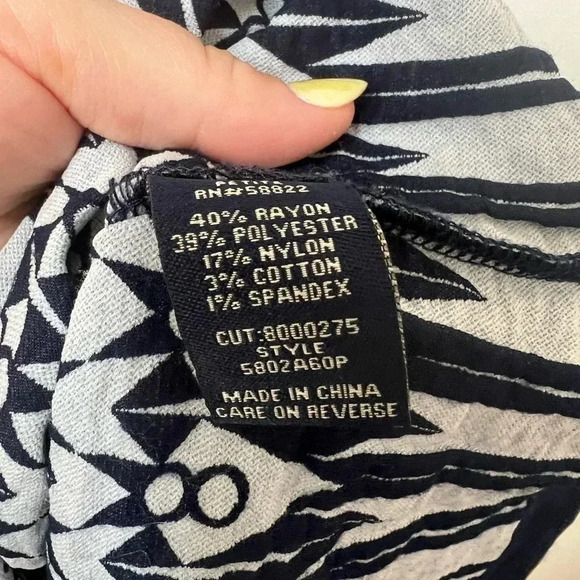 PETITE
RN#58822
40% RAYON
39% POLYESTER
17% NYLON
3% COTTON
1% SPANDEX
CUT:8000275
STYLE
5802A60P
MADE IN CHINA
CARE ON REVERSE